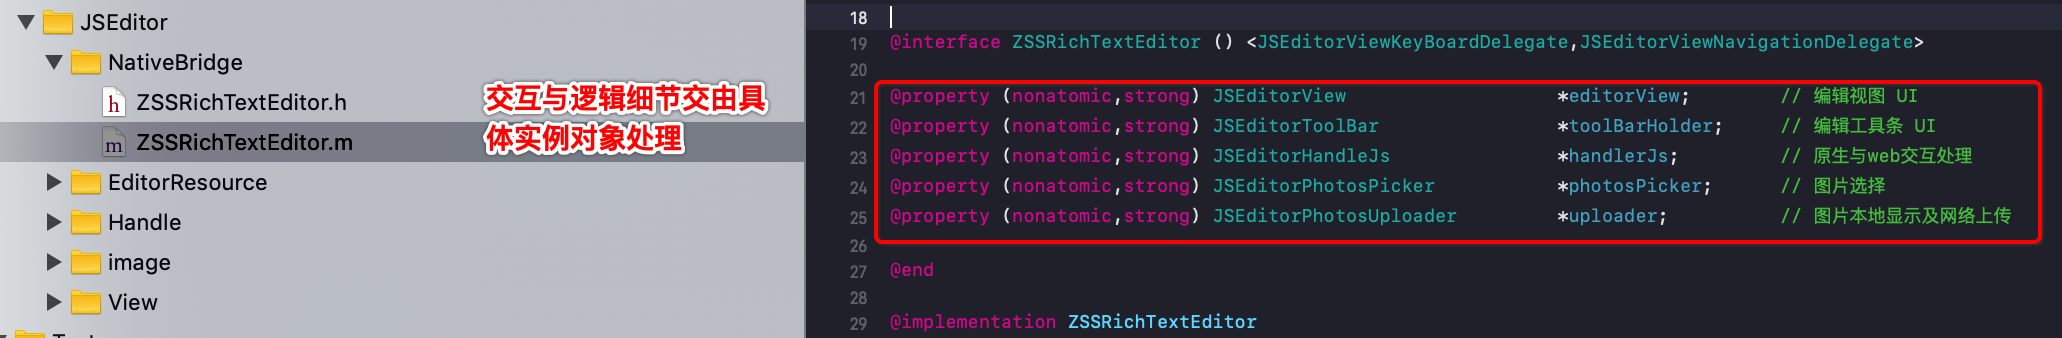 JSEditor
NativeBridge
h ZSSRichTextEditor.h
m ZSSRichTextEditor.m
EditorResource
Handle
image
View
交互与逻辑细节交由具
体实例对象处理
18
19 @interface ZSSRichTextEditor () <JSEditorViewKeyBoardDelegate,JSEditorViewNavigationDelegate>
20
21 @property (nonatomic,strong) JSEditorView *editorView; // 编辑视图 UI
22 @property (nonatomic,strong) JSEditorToolBar *toolBarHolder; // 编辑工具条 UI
23 @property (nonatomic,strong) JSEditorHandleJs *handlerJs; // 原生与web交互处理
24 @property (nonatomic,strong) JSEditorPhotosPicker *photosPicker; // 图片选择
25 @property (nonatomic,strong) JSEditorPhotosUploader *uploader; // 图片本地显示及网络上传
26
27 @end
28
29 @implementation ZSSRichTextEditor